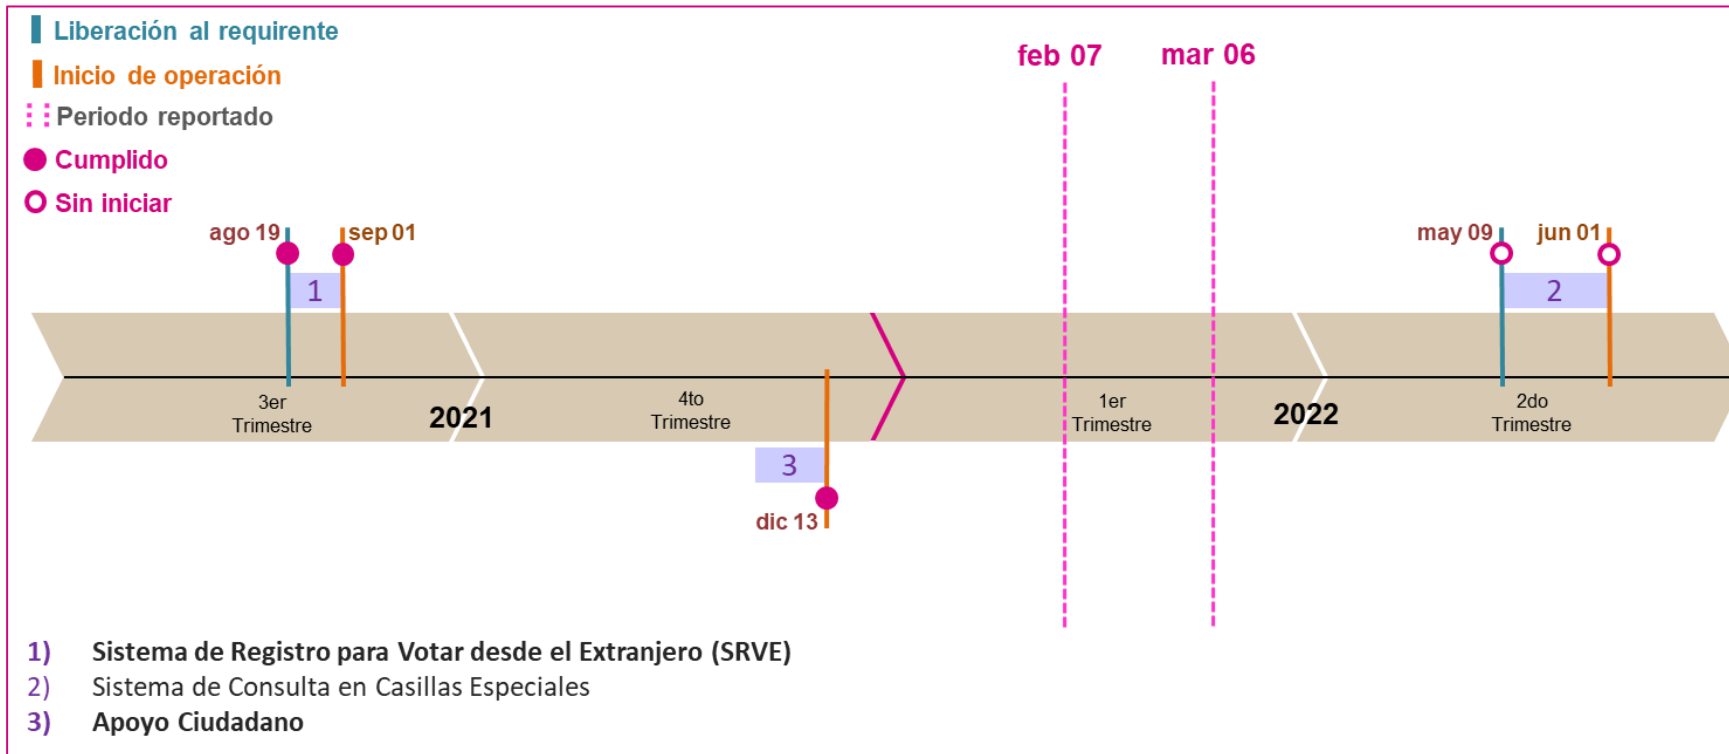 Liberación al requirente
Inicio de operación
Periodo reportado
Cumplido
Sin iniciar
feb 07
mar 06
ago 19
sep 01
may 09
jun 01
1
2
3er
Trimestre
2021
4to
Trimestre
1er
Trimestre
2022
2do
Trimestre
3
dic 13
1) Sistema de Registro para Votar desde el Extranjero (SRVE)
2) Sistema de Consulta en Casillas Especiales
3) Apoyo Ciudadano